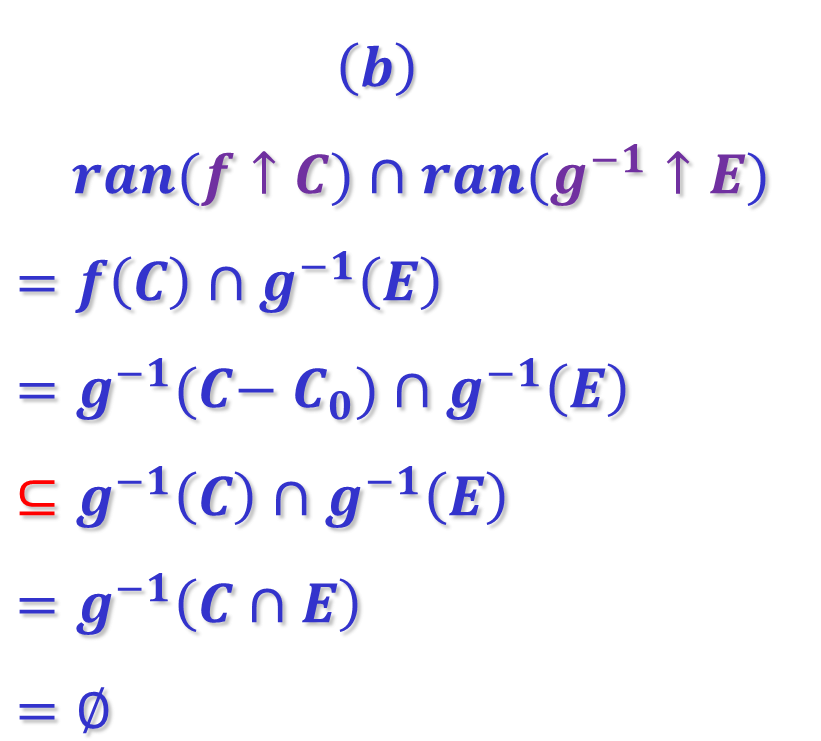 (b)
ran(f ↑ C) ∩ ran(g⁻¹ ↑ E)
= f(C) ∩ g⁻¹(E)
= g⁻¹(C− C₀) ∩ g⁻¹(E)
⊆ g⁻¹(C) ∩ g⁻¹(E)
= g⁻¹(C ∩ E)
= ∅